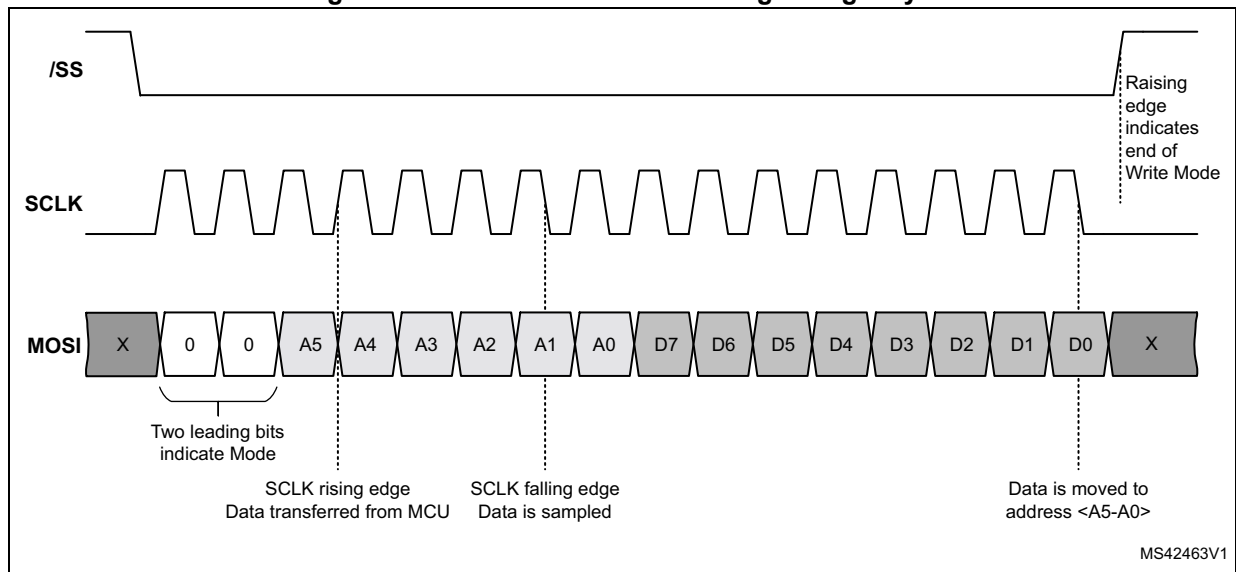 /SS
Raising
edge
indicates
end of
Write Mode
SCLK
MOSI X 0 0 A5 A4 A3 A2 A1 A0 D7 D6 D5 D4 D3 D2 D1 D0 X
Two leading bits
indicate Mode
SCLK rising edge
Data transferred from MCU
SCLK falling edge
Data is sampled
Data is moved to
address <A5-A0>
MS42463V1